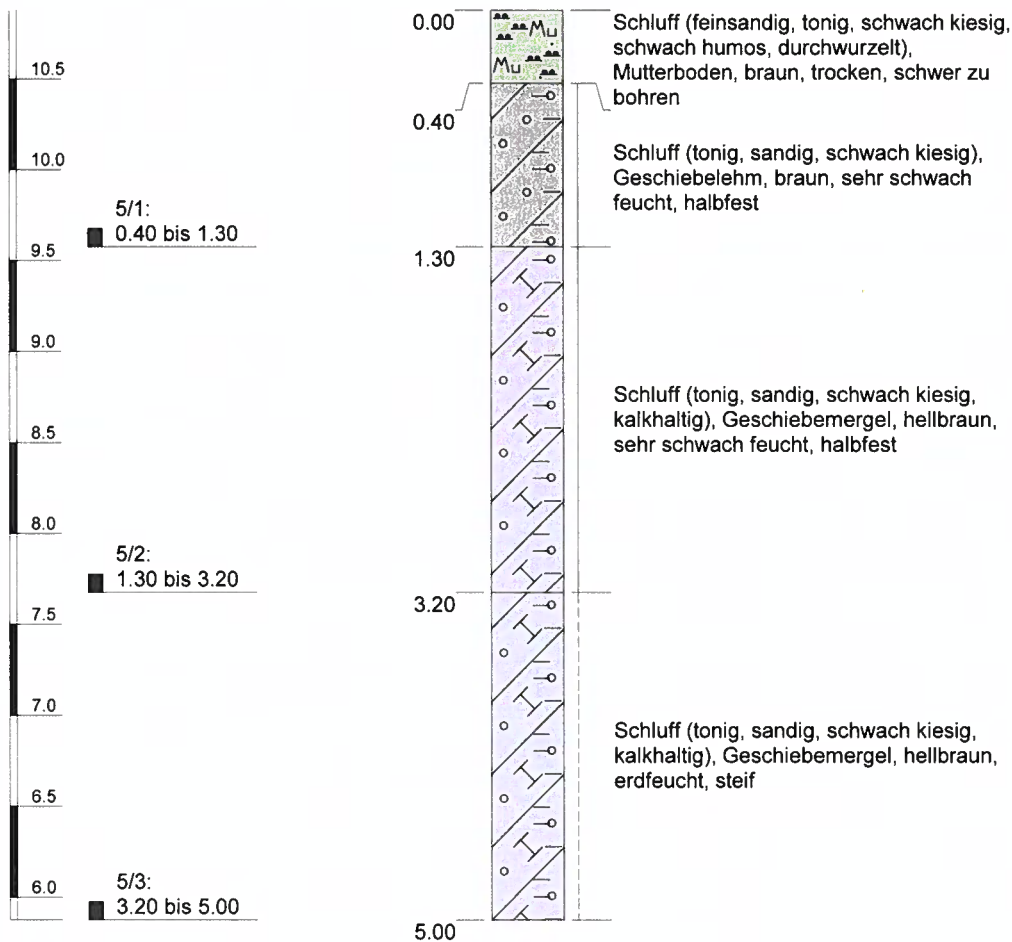 10.5
10.0
9.5
9.0
8.5
8.0
7.5
7.0
6.5
6.0
5/1:
0.40 bis 1.30
5/2:
1.30 bis 3.20
5/3:
3.20 bis 5.00
0.00
0.40
1.30
3.20
5.00
Mu
Mu
Schluff (feinsandig, tonig, schwach kiesig,
schwach humos, durchwurzelt),
Mutterboden, braun, trocken, schwer zu
bohren
Schluff (tonig, sandig, schwach kiesig),
Geschiebelehm, braun, sehr schwach
feucht, halbfest
Schluff (tonig, sandig, schwach kiesig,
kalkhaltig), Geschiebemergel, hellbraun,
sehr schwach feucht, halbfest
Schluff (tonig, sandig, schwach kiesig,
kalkhaltig), Geschiebemergel, hellbraun,
erdfeucht, steif